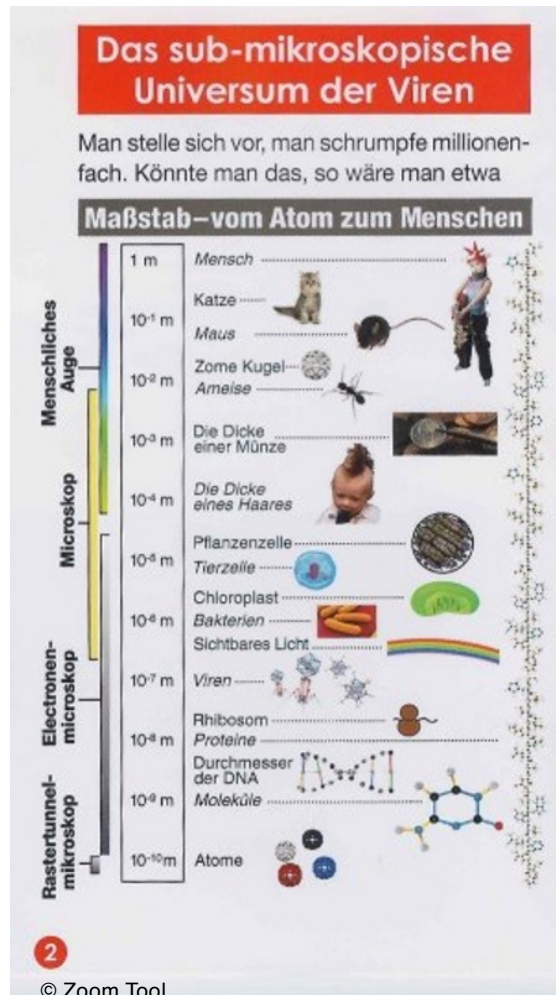 Das sub-mikroskopische
Universum der Viren
Man stelle sich vor, man schrumpfe millionen-
fach. Könnte man das, so wäre man etwa
Maßstab–vom Atom zum Menschen
Menschliches
Auge
Microskop
Electronen-
microskop
Rastertunnel-
mikroskop
1 m
10⁻¹ m
10⁻² m
10⁻³ m
10⁻⁴ m
10⁻⁵ m
10⁻⁶ m
10⁻⁷ m
10⁻⁸ m
10⁻⁹ m
10⁻¹⁰m
Mensch
Katze
Maus
Zome Kugel
Ameise
Die Dicke
einer Münze
Die Dicke
eines Haares
Pflanzenzelle
Tierzelle
Chloroplast
Bakterien
Sichtbares Licht
Viren
Rhibosom
Proteine
Durchmesser
der DNA
Moleküle
Atome
2
© Zoom Tool